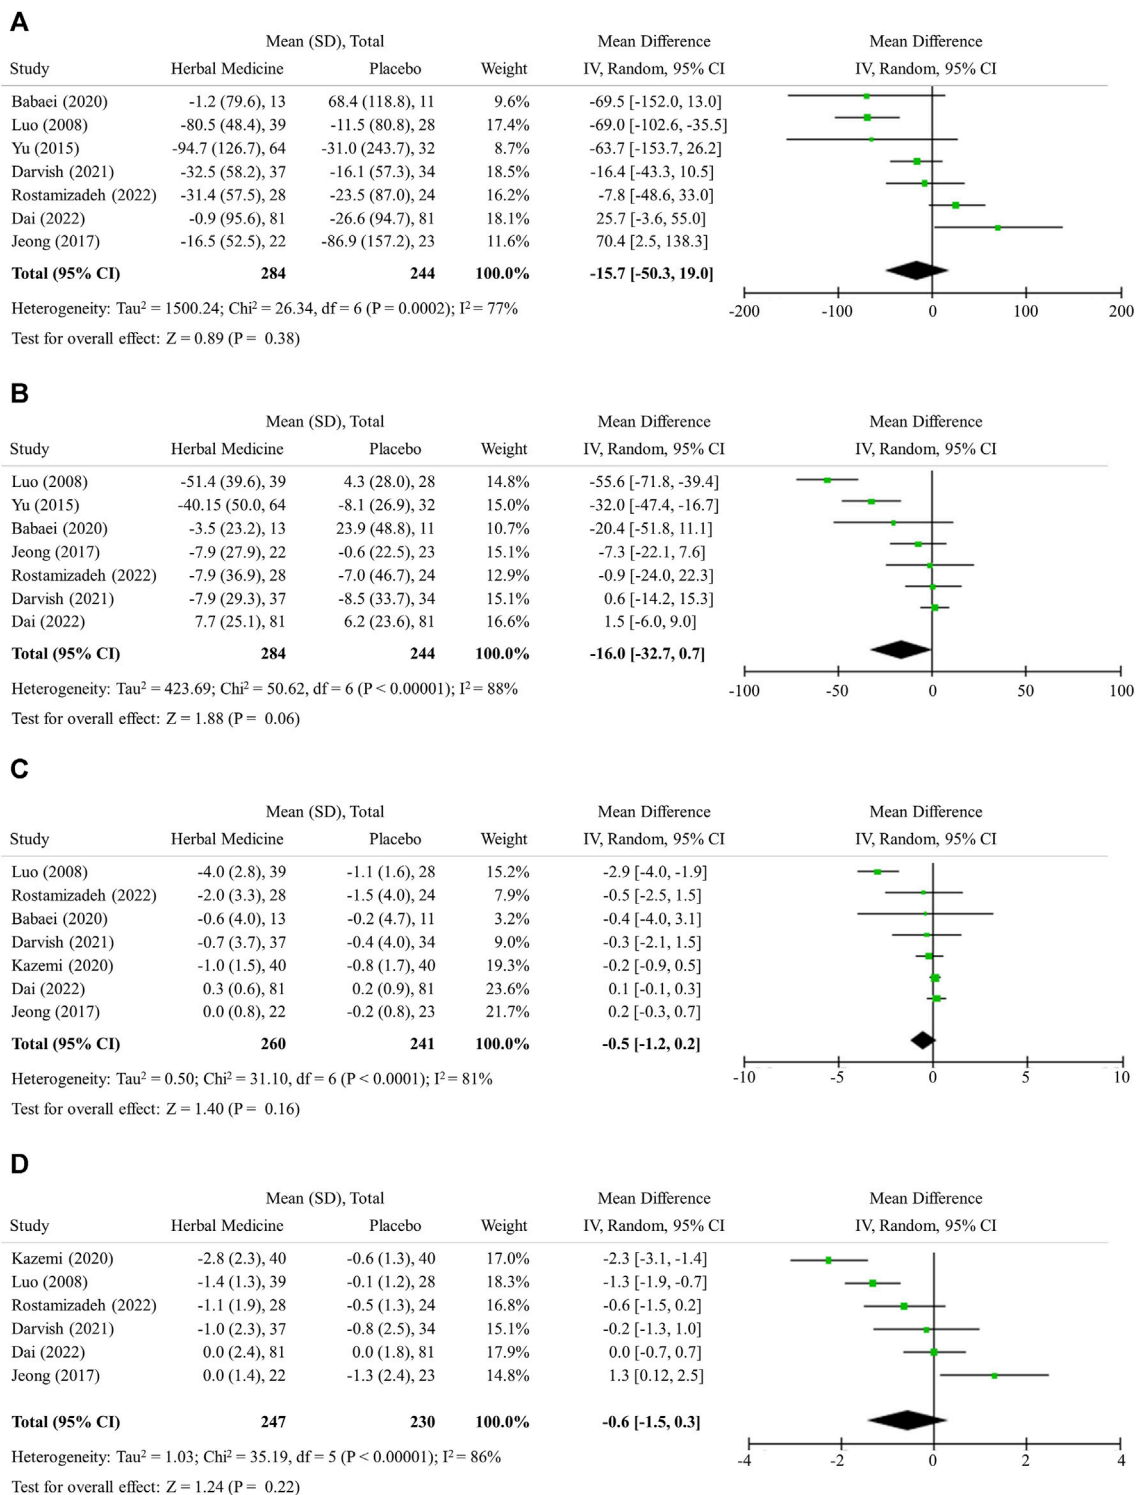 A
Mean (SD), Total Mean Difference Mean Difference
Study Herbal Medicine Placebo Weight IV, Random, 95% CI IV, Random, 95% CI
Babaei (2020) -1.2 (79.6), 13 68.4 (118.8), 11 9.6% -69.5 [-152.0, 13.0]
Luo (2008) -80.5 (48.4), 39 -11.5 (80.8), 28 17.4% -69.0 [-102.6, -35.5]
Yu (2015) -94.7 (126.7), 64 -31.0 (243.7), 32 8.7% -63.7 [-153.7, 26.2]
Darvish (2021) -32.5 (58.2), 37 -16.1 (57.3), 34 18.5% -16.4 [-43.3, 10.5]
Rostamizadeh (2022) -31.4 (57.5), 28 -23.5 (87.0), 24 16.2% -7.8 [-48.6, 33.0]
Dai (2022) -0.9 (95.6), 81 -26.6 (94.7), 81 18.1% 25.7 [-3.6, 55.0]
Jeong (2017) -16.5 (52.5), 22 -86.9 (157.2), 23 11.6% 70.4 [2.5, 138.3]
Total (95% CI) 284 244 100.0% -15.7 [-50.3, 19.0]
Heterogeneity: Tau² = 1500.24; Chi² = 26.34, df = 6 (P = 0.0002); I² = 77%
-200 -100 0 100 200
Test for overall effect: Z = 0.89 (P = 0.38)
B
Mean (SD), Total Mean Difference Mean Difference
Study Herbal Medicine Placebo Weight IV, Random, 95% CI IV, Random, 95% CI
Luo (2008) -51.4 (39.6), 39 4.3 (28.0), 28 14.8% -55.6 [-71.8, -39.4]
Yu (2015) -40.15 (50.0, 64 -8.1 (26.9), 32 15.0% -32.0 [-47.4, -16.7]
Babaei (2020) -3.5 (23.2), 13 23.9 (48.8), 11 10.7% -20.4 [-51.8, 11.1]
Jeong (2017) -7.9 (27.9), 22 -0.6 (22.5), 23 15.1% -7.3 [-22.1, 7.6]
Rostamizadeh (2022) -7.9 (36.9), 28 -7.0 (46.7), 24 12.9% -0.9 [-24.0, 22.3]
Darvish (2021) -7.9 (29.3), 37 -8.5 (33.7), 34 15.1% 0.6 [-14.2, 15.3]
Dai (2022) 7.7 (25.1), 81 6.2 (23.6), 81 16.6% 1.5 [-6.0, 9.0]
Total (95% CI) 284 244 100.0% -16.0 [-32.7, 0.7]
Heterogeneity: Tau² = 423.69; Chi² = 50.62, df = 6 (P < 0.00001); I² = 88%
-100 -50 0 50 100
Test for overall effect: Z = 1.88 (P = 0.06)
C
Mean (SD), Total Mean Difference Mean Difference
Study Herbal Medicine Placebo Weight IV, Random, 95% CI IV, Random, 95% CI
Luo (2008) -4.0 (2.8), 39 -1.1 (1.6), 28 15.2% -2.9 [-4.0, -1.9]
Rostamizadeh (2022) -2.0 (3.3), 28 -1.5 (4.0), 24 7.9% -0.5 [-2.5, 1.5]
Babaei (2020) -0.6 (4.0), 13 -0.2 (4.7), 11 3.2% -0.4 [-4.0, 3.1]
Darvish (2021) -0.7 (3.7), 37 -0.4 (4.0), 34 9.0% -0.3 [-2.1, 1.5]
Kazemi (2020) -1.0 (1.5), 40 -0.8 (1.7), 40 19.3% -0.2 [-0.9, 0.5]
Dai (2022) 0.3 (0.6), 81 0.2 (0.9), 81 23.6% 0.1 [-0.1, 0.3]
Jeong (2017) 0.0 (0.8), 22 -0.2 (0.8), 23 21.7% 0.2 [-0.3, 0.7]
Total (95% CI) 260 241 100.0% -0.5 [-1.2, 0.2]
Heterogeneity: Tau² = 0.50; Chi² = 31.10, df = 6 (P < 0.0001); I² = 81%
-10 -5 0 5 10
Test for overall effect: Z = 1.40 (P = 0.16)
D
Mean (SD), Total Mean Difference Mean Difference
Study Herbal Medicine Placebo Weight IV, Random, 95% CI IV, Random, 95% CI
Kazemi (2020) -2.8 (2.3), 40 -0.6 (1.3), 40 17.0% -2.3 [-3.1, -1.4]
Luo (2008) -1.4 (1.3), 39 -0.1 (1.2), 28 18.3% -1.3 [-1.9, -0.7]
Rostamizadeh (2022) -1.1 (1.9), 28 -0.5 (1.3), 24 16.8% -0.6 [-1.5, 0.2]
Darvish (2021) -1.0 (2.3), 37 -0.8 (2.5), 34 15.1% -0.2 [-1.3, 1.0]
Dai (2022) 0.0 (2.4), 81 0.0 (1.8), 81 17.9% 0.0 [-0.7, 0.7]
Jeong (2017) 0.0 (1.4), 22 -1.3 (2.4), 23 14.8% 1.3 [0.12, 2.5]
Total (95% CI) 247 230 100.0% -0.6 [-1.5, 0.3]
Heterogeneity: Tau² = 1.03; Chi² = 35.19, df = 5 (P < 0.00001); I² = 86%
-4 -2 0 2 4
Test for overall effect: Z = 1.24 (P = 0.22)